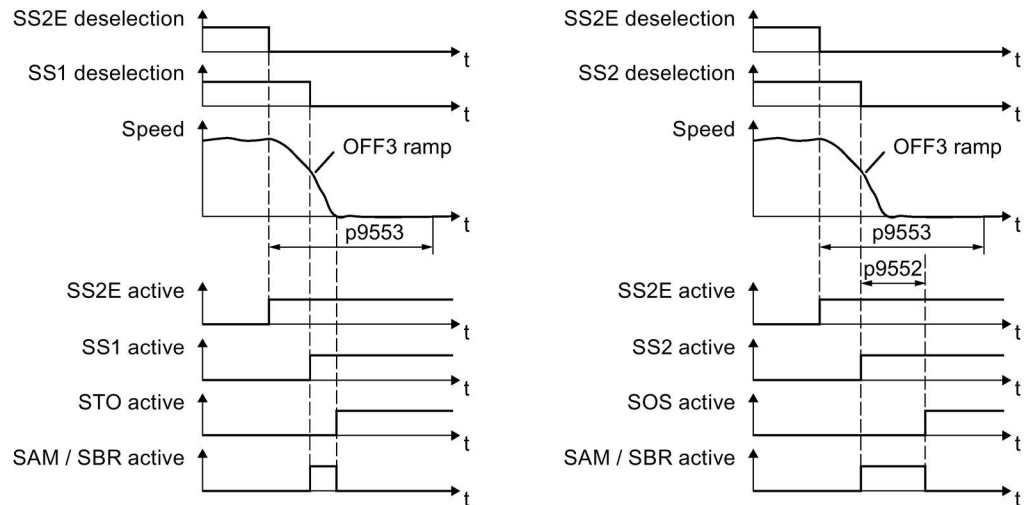 SS2E deselection
t
SS1 deselection
t
Speed
OFF3 ramp
t
p9553
SS2E active
t
SS1 active
t
STO active
t
SAM / SBR active
t
SS2E deselection
t
SS2 deselection
t
Speed
OFF3 ramp
t
p9553
p9552
SS2E active
t
SS2 active
t
SOS active
t
SAM / SBR active
t